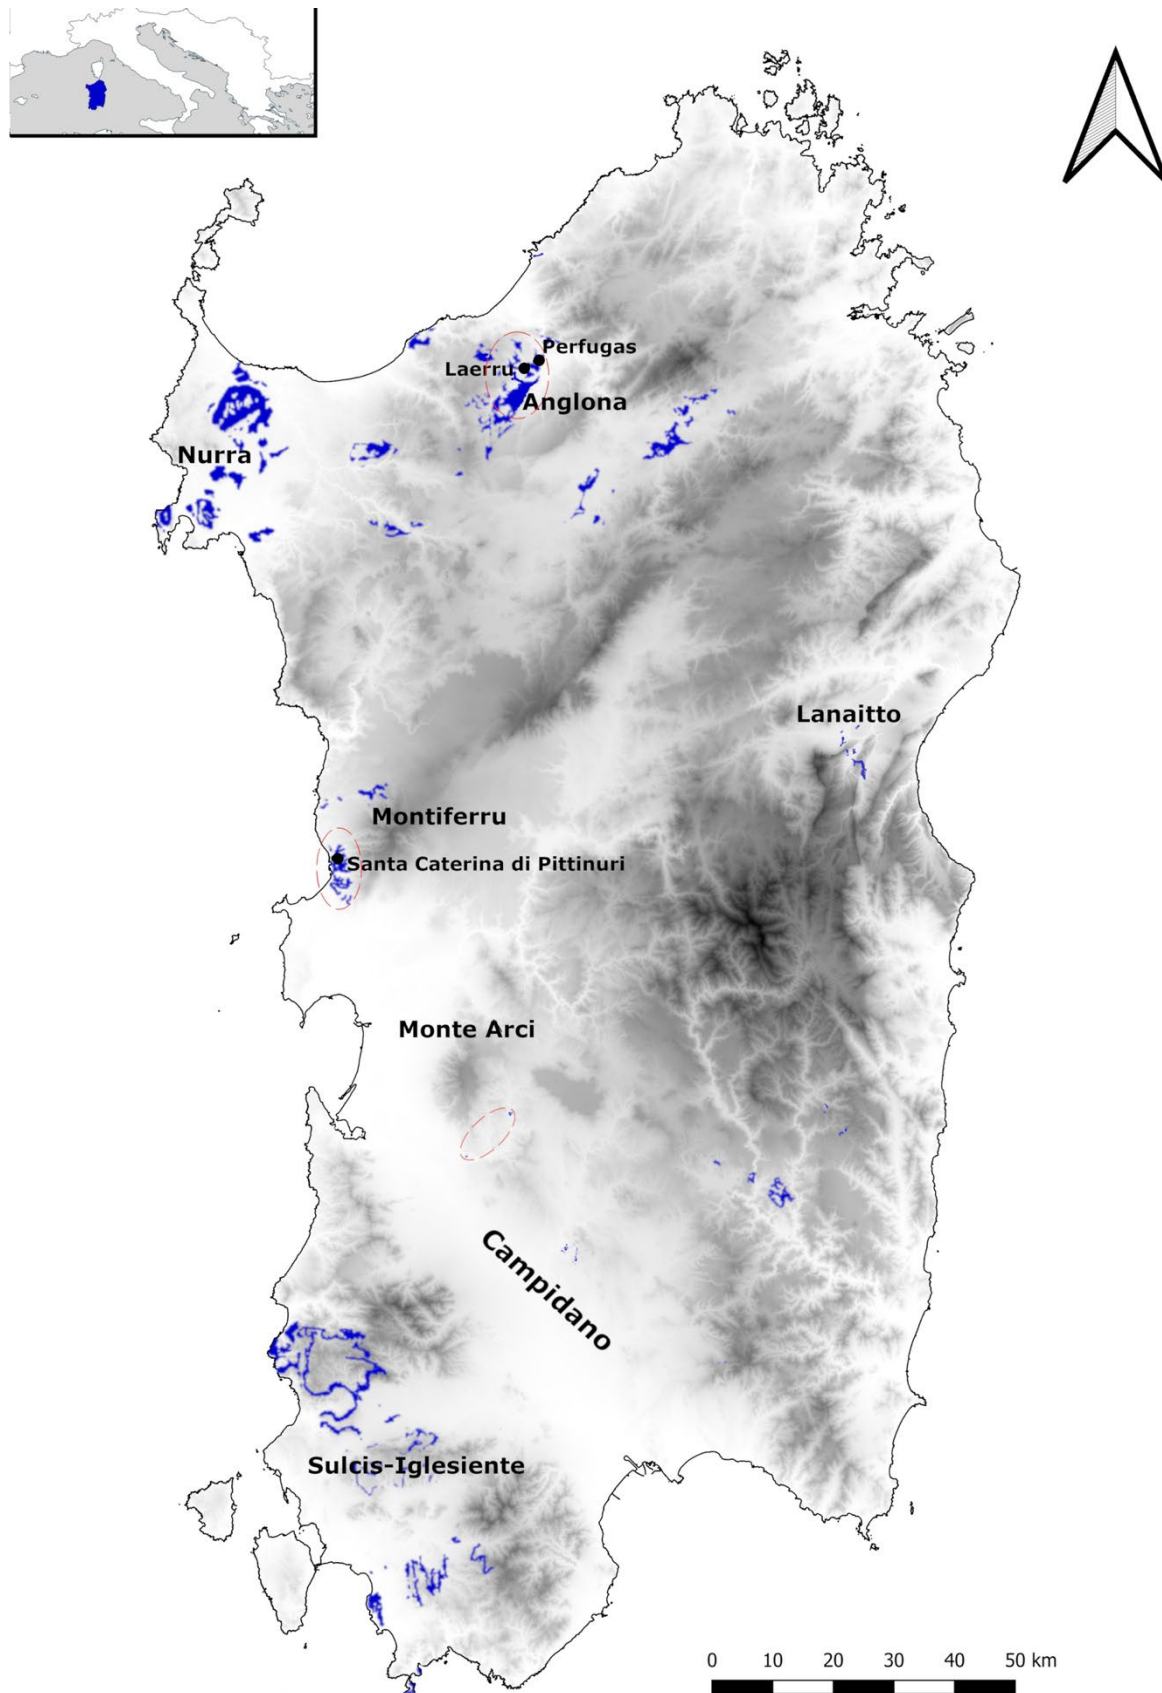 Perfugas
Laerru
Anglona
Nurra
Lanaitto
Montiferru
Santa Caterina di Pittinuri
Monte Arci
Campidano
Sulcis-Iglesiente
0 10 20 30 40 50 km